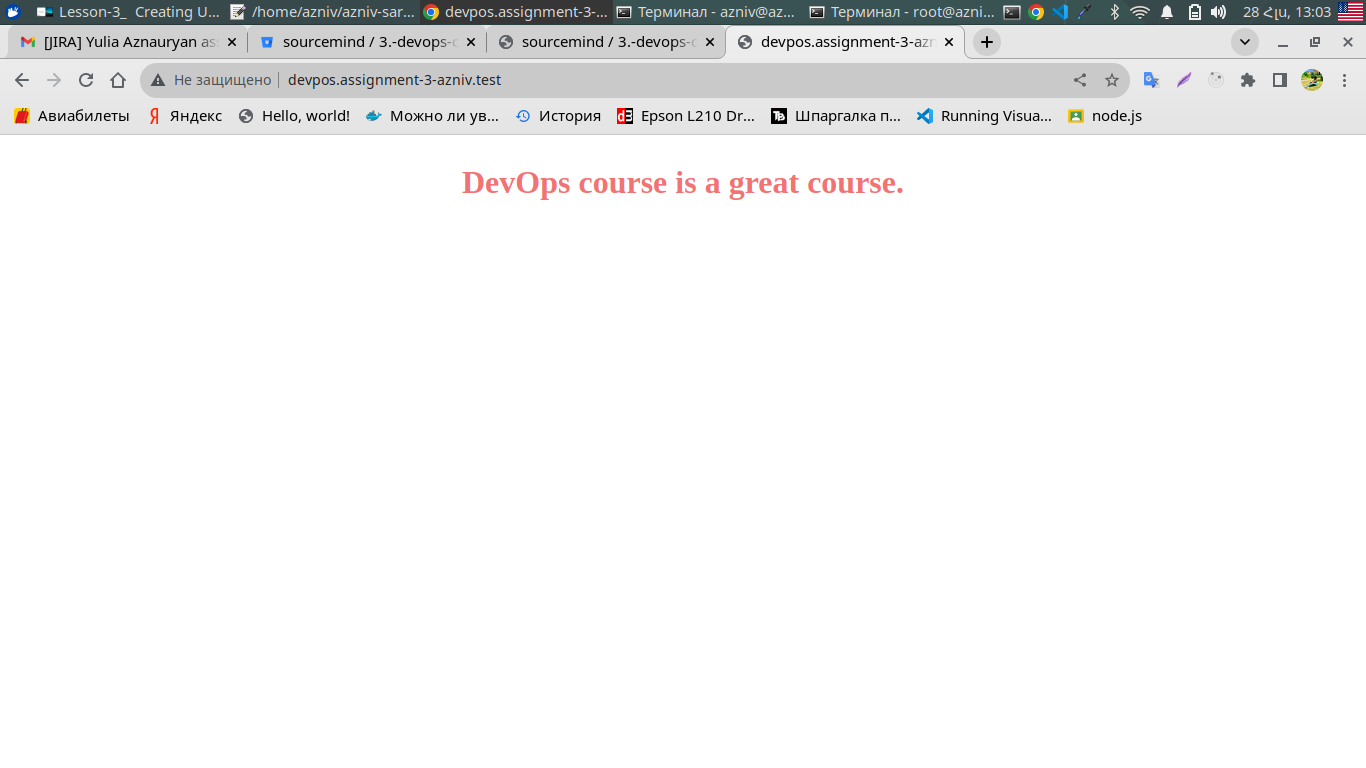 Lesson-3_ Creating U... /home/azniv/azniv-sar... devpos.assignment-3-... Терминал - azniv@az... Терминал - root@azni... 28 Հլս, 13:03
[JIRA] Yulia Aznauryan as sourcemind / 3.-devops-c sourcemind / 3.-devops-c devpos.assignment-3-azn
Не защищено devpos.assignment-3-azniv.test
Авиабилеты Яндекс Hello, world! Можно ли ув... История Epson L210 Dr... Шпаргалка п... Running Visua... node.js
DevOps course is a great course.